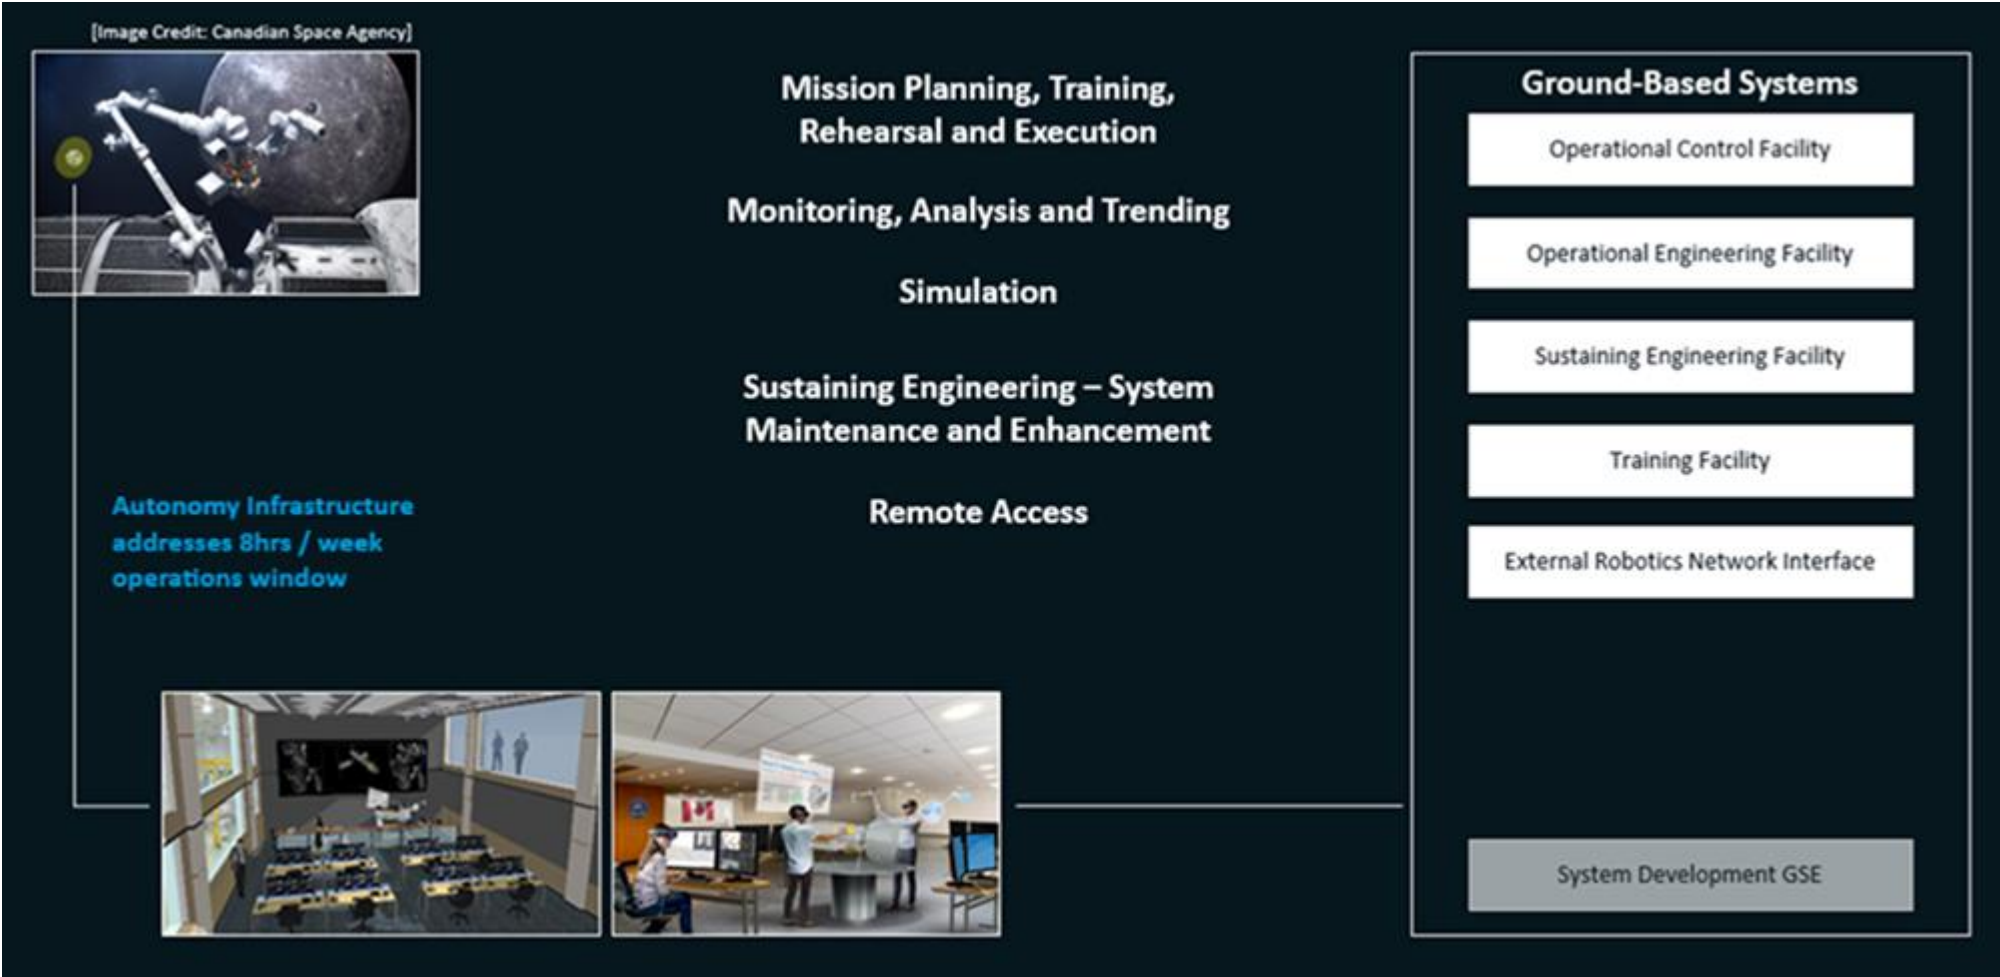 [Image Credit: Canadian Space Agency]
Mission Planning, Training,
Rehearsal and Execution
Monitoring, Analysis and Trending
Simulation
Sustaining Engineering – System
Maintenance and Enhancement
Remote Access
Autonomy Infrastructure
addresses 8hrs / week
operations window
Ground-Based Systems
Operational Control Facility
Operational Engineering Facility
Sustaining Engineering Facility
Training Facility
External Robotics Network Interface
System Development GSE